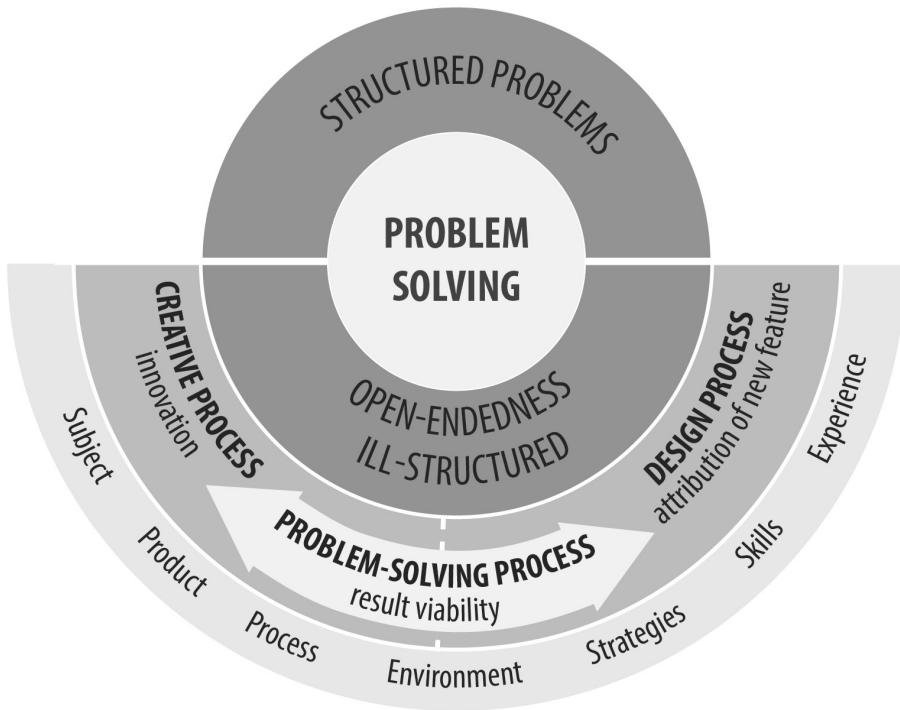 STRUCTURED PROBLEMS
PROBLEM
SOLVING
OPEN-ENDEDNESS
ILL-STRUCTURED
CREATIVE PROCESS
innovation
PROBLEM-SOLVING PROCESS
result viability
DESIGN PROCESS
attribution of new feature
Subject
Product
Process
Environment
Strategies
Skills
Experience